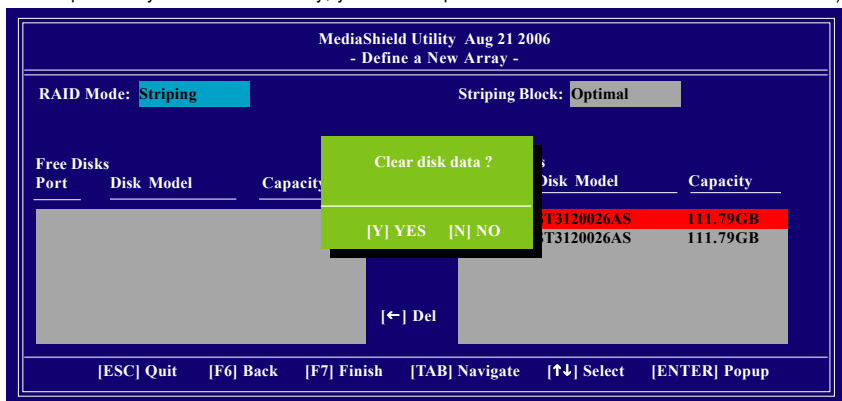 MediaShield Utility Aug 21 2006
- Define a New Array -
RAID Mode: Striping
Striping Block: Optimal
Free Disks
Port Disk Model Capacity
Disk Model Capacity
Clear disk data ?
[Y] YES [N] NO
ST3120026AS 111.79GB
ST3120026AS 111.79GB
[←] Del
[ESC] Quit [F6] Back [F7] Finish [TAB] Navigate [↑↓] Select [ENTER] Popup